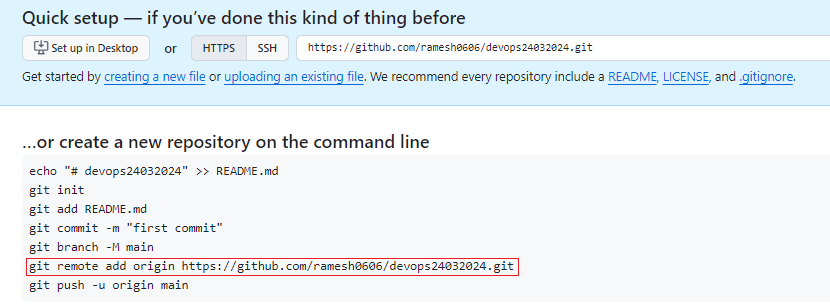 Quick setup — if you’ve done this kind of thing before
Set up in Desktop or HTTPS SSH https://github.com/ramesh0606/devops24032024.git
Get started by creating a new file or uploading an existing file. We recommend every repository include a README, LICENSE, and .gitignore.
…or create a new repository on the command line
echo "# devops24032024" >> README.md
git init
git add README.md
git commit -m "first commit"
git branch -M main
git remote add origin https://github.com/ramesh0606/devops24032024.git
git push -u origin main